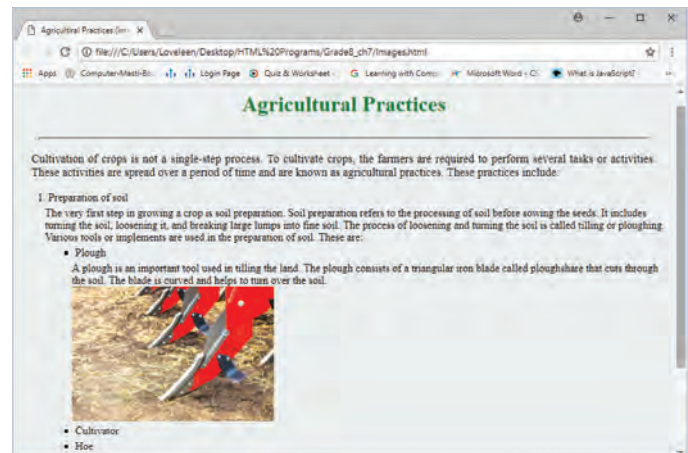 Agricultural Practices (im
file:///C:/Users/Loveleen/Desktop/HTML%20Programs/Grade8_ch7/Images.html
Apps Computer-Masti-Bo Login Page Quiz & Worksheet - Learning with Comp Microsoft Word - Cl What is JavaScript?
Agricultural Practices
Cultivation of crops is not a single-step process. To cultivate crops, the farmers are required to perform several tasks or activities.
These activities are spread over a period of time and are known as agricultural practices. These practices include:
1. Preparation of soil
The very first step in growing a crop is soil preparation. Soil preparation refers to the processing of soil before sowing the seeds. It includes
turning the soil, loosening it, and breaking large lumps into fine soil. The process of loosening and turning the soil is called tilling or ploughing.
Various tools or implements are used in the preparation of soil. These are:
▪ Plough
A plough is an important tool used in tilling the land. The plough consists of a triangular iron blade called ploughshare that cuts through
the soil. The blade is curved and helps to turn over the soil.
▪ Cultivator
▪ Hoe